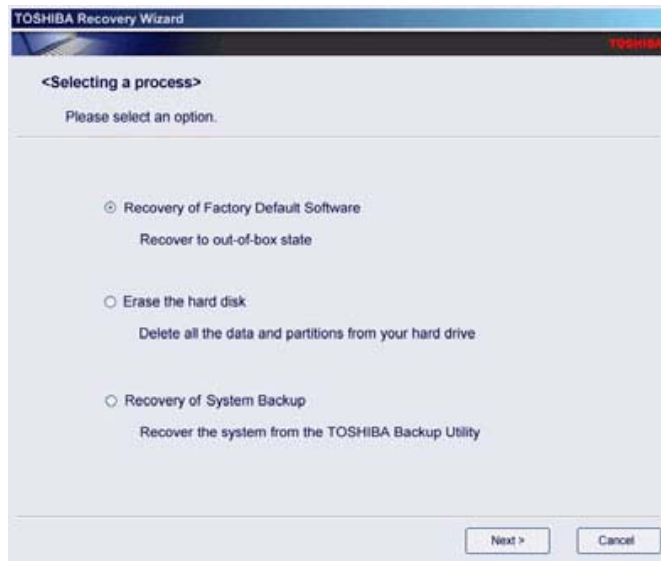 TOSHIBA Recovery Wizard
TOSHIBA
<Selecting a process>
Please select an option.
Recovery of Factory Default Software
Recover to out-of-box state
Erase the hard disk
Delete all the data and partitions from your hard drive
Recovery of System Backup
Recover the system from the TOSHIBA Backup Utility
Next >
Cancel